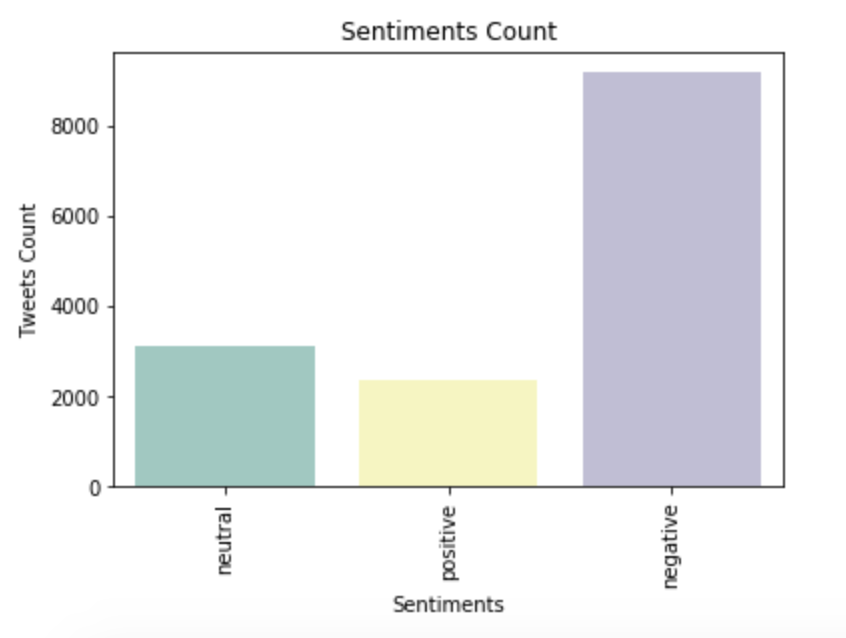 Sentiments Count
Tweets Count
8000
6000
4000
2000
0
neutral
positive
negative
Sentiments